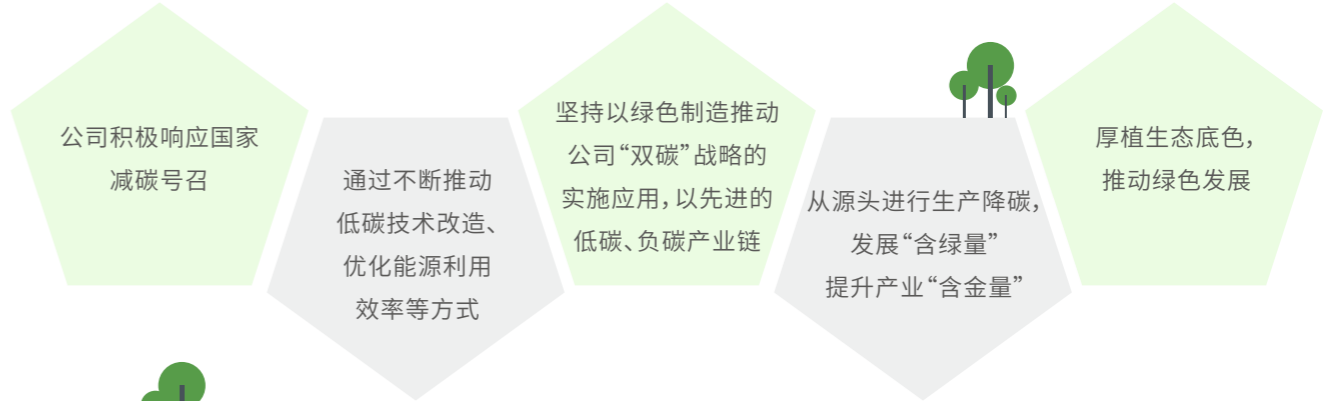 公司积极响应国家
减碳号召
通过不断推动
低碳技术改造、
优化能源利用
效率等方式
坚持以绿色制造推动
公司“双碳”战略的
实施应用，以先进的
低碳、负碳产业链
从源头进行生产降碳，
发展“含绿量”
提升产业“含金量”
厚植生态底色，
推动绿色发展